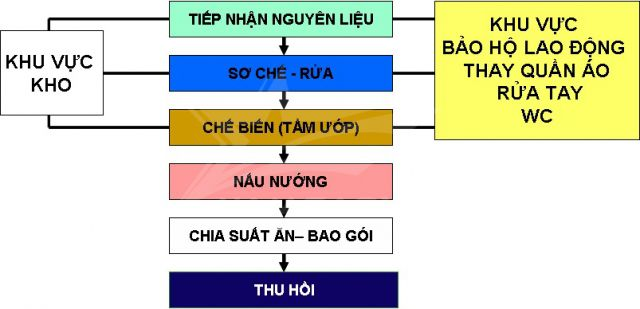 TIẾP NHẬN NGUYÊN LIỆU
KHU VỰC
KHO
SƠ CHẾ - RỬA
CHẾ BIẾN (TẨM ƯỚP)
NẤU NƯỚNG
CHIA SUẤT ĂN– BAO GÓI
THU HỒI
KHU VỰC
BẢO HỘ LAO ĐỘNG
THAY QUẦN ÁO
RỬA TAY
WC